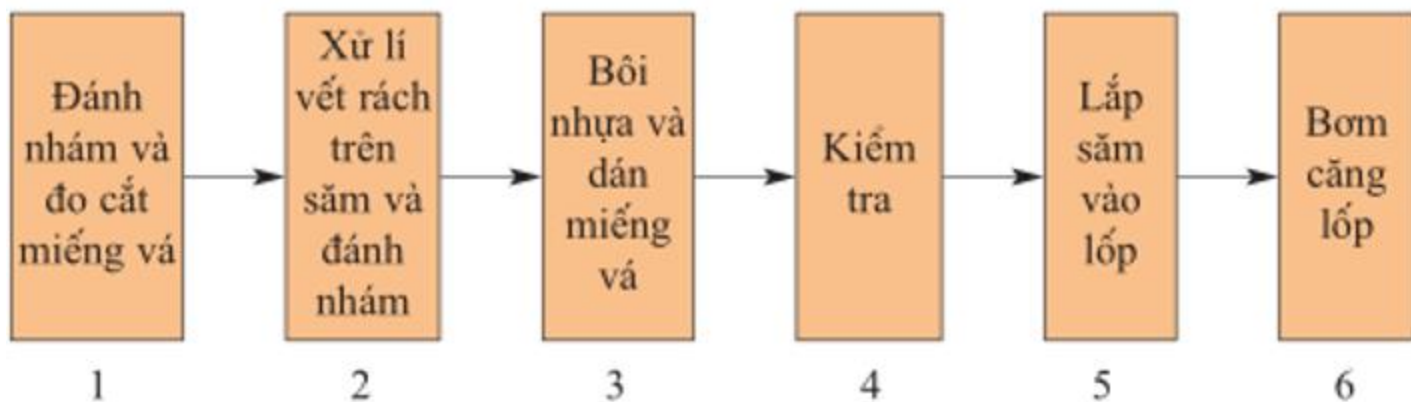 Đánh
nhám và
đo cắt
miếng vá
Xử lí
vết rách
trên
săm và
đánh
nhám
Bôi
nhựa và
dán
miếng
vá
Kiểm
tra
Lắp
săm
vào
lốp
Bơm
căng
lốp
1
2
3
4
5
6